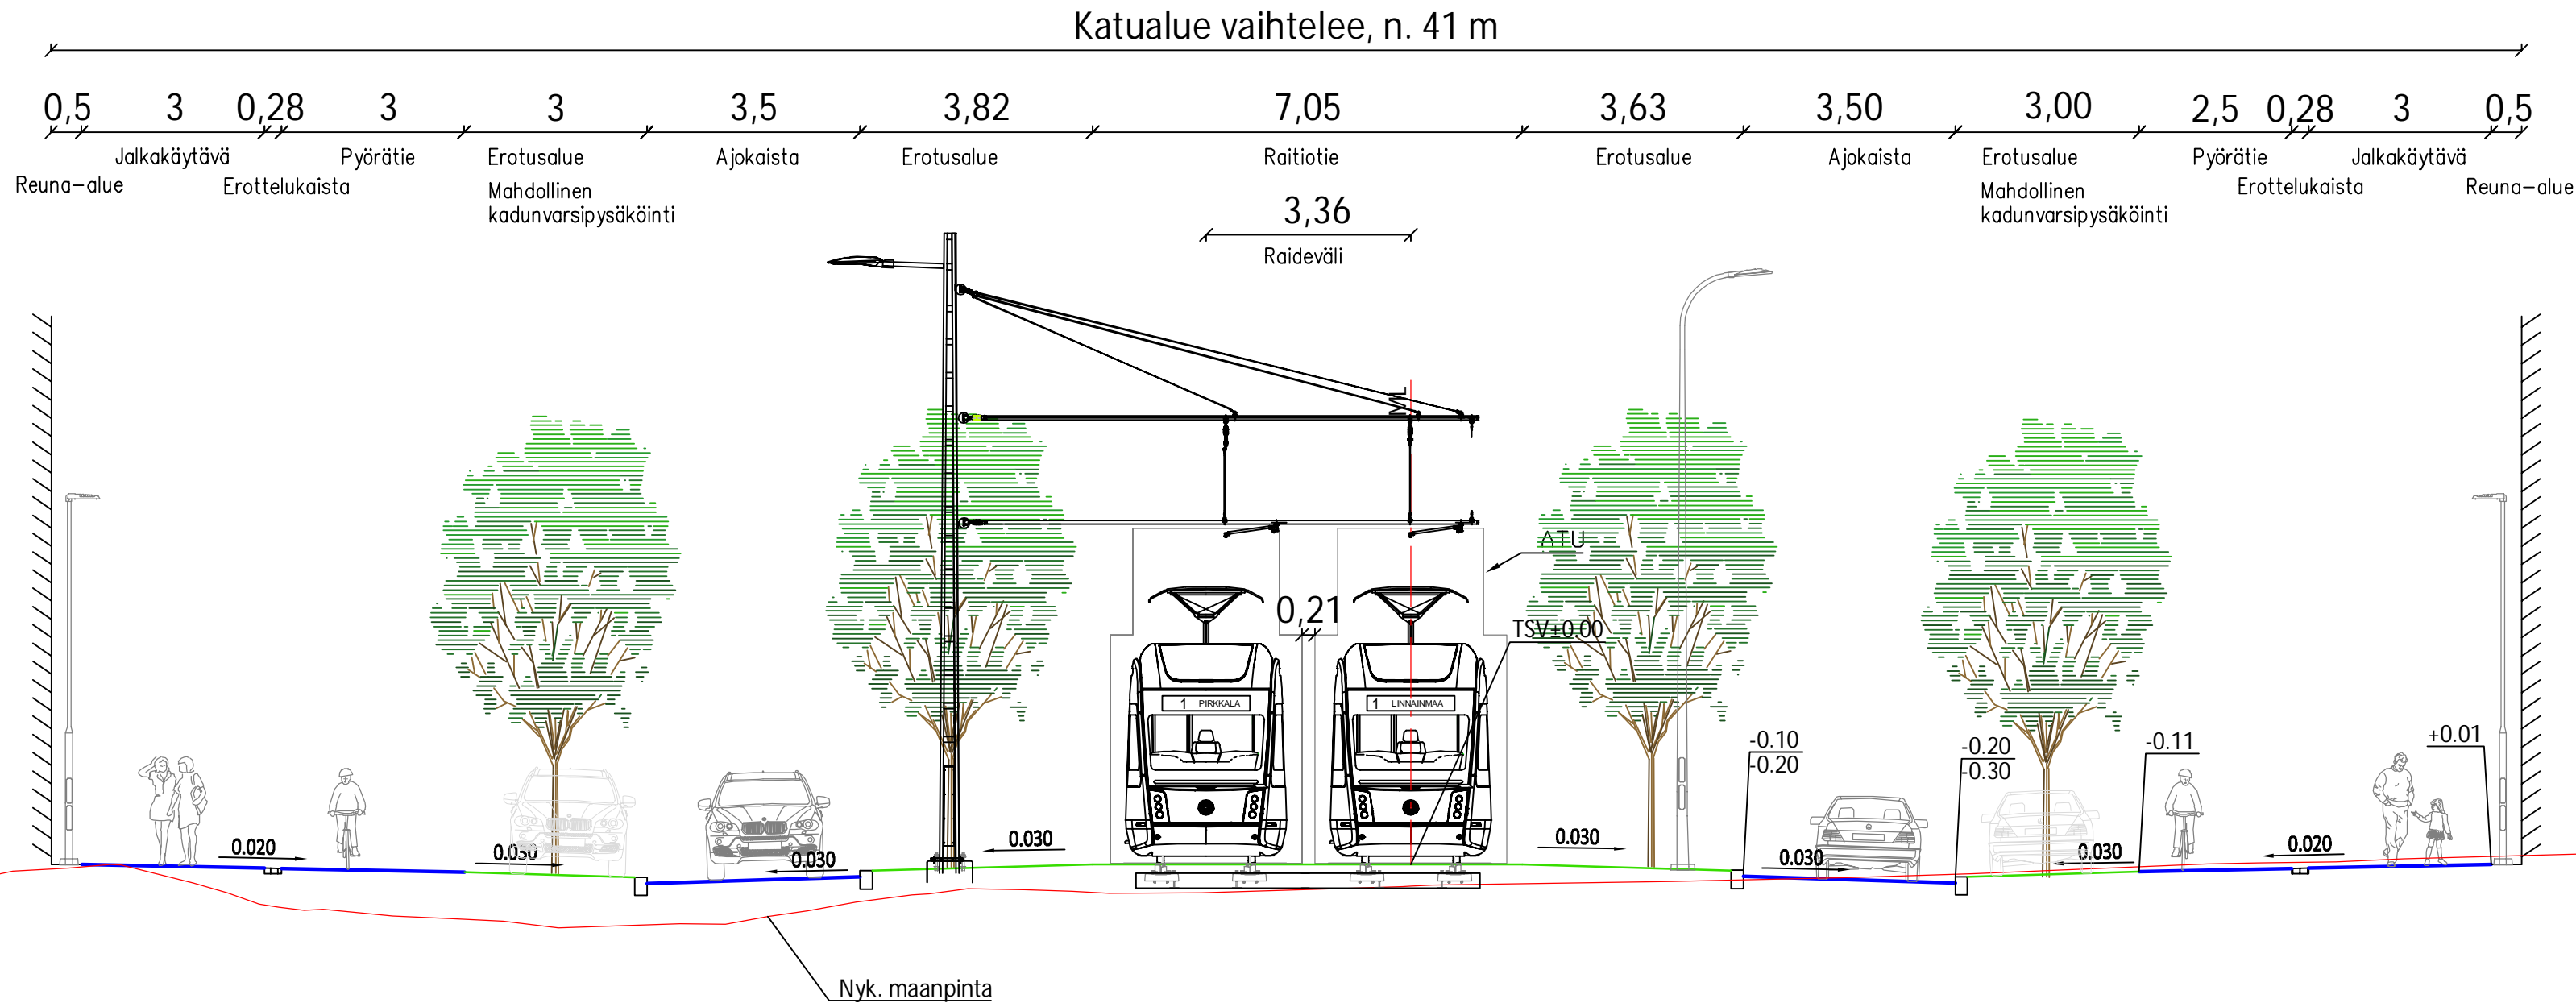 Katualue vaihtelee, n. 41 m
0,5 3 0,28 3 3 3,5 3,82 7,05 3,63 3,50 3,00 2,5 0,28 3 0,5
Jalkakäytävä Pyörätie Erotusalue Ajokaista Erotusalue Raitiotie Erotusalue Ajokaista Erotusalue Pyörätie Jalkakäytävä
Reuna-alue Erottelukaista Mahdollinen Mahdollinen Erottelukaista Reuna-alue
kadunvarsipysäköinti kadunvarsipysäköinti
3,36
Raideväli
ML
ATU
0,21
TSV±0.00
1 PIRKKALA
1 LINNAINMAA
-0.10
-0.20
-0.20
-0.30
-0.11
+0.01
0.020 0.030 0.030 0.030 0.030 0.030 0.030 0.020
Nyk. maanpinta